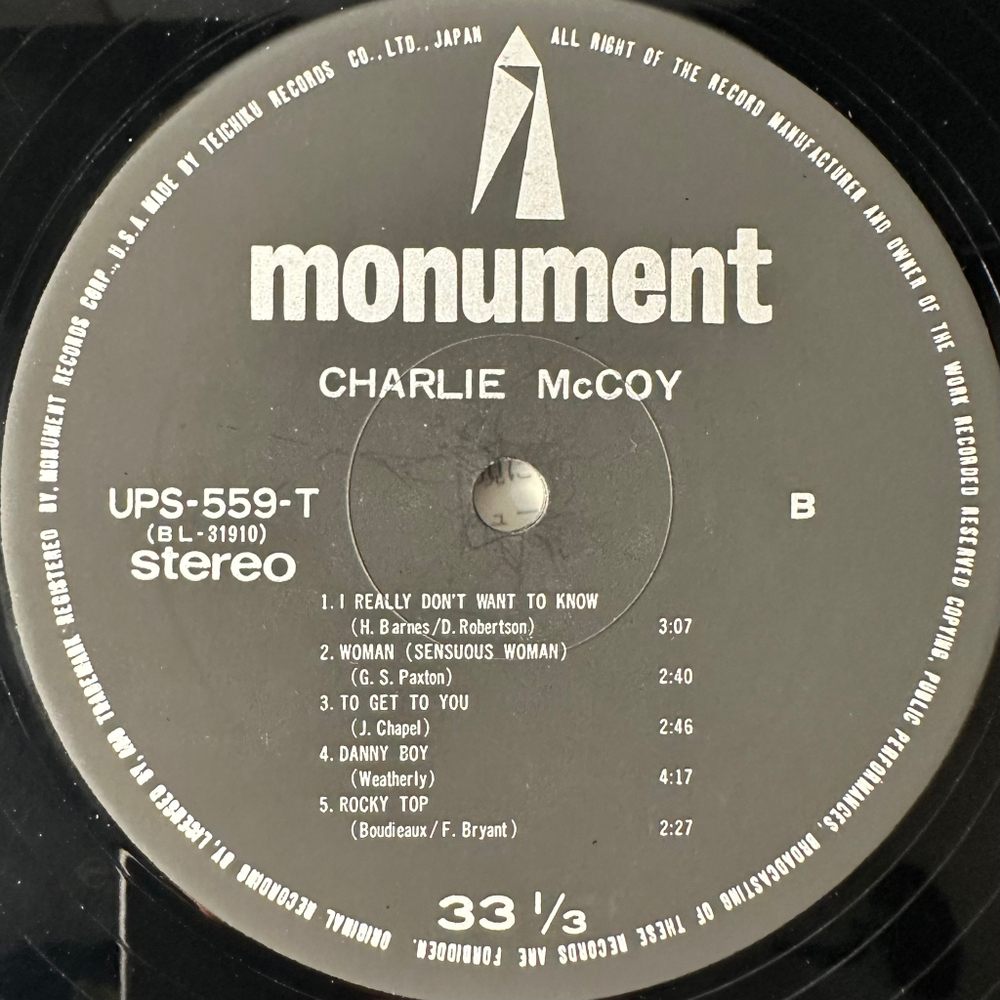 ORIGINAL RECORDING BY, LICENSED BY, AND TRADEMARK REGISTERED BY, MONUMENT RECORDS CORP., U.S.A. MADE BY TEICHIKU RECORDS CO., LTD., JAPAN
ALL RIGHT OF THE RECORD MANUFACTURER AND OWNER OF THE WORK RECORDED RESERVED COPYING, PUBLIC PERFORMANCES, BROADCASTING OF THESE RECORDS ARE FORBIDDEN.
monument
CHARLIE McCOY
UPS-559-T
(BL-31910)
stereo
B
1. I REALLY DON'T WANT TO KNOW
(H. Barnes/D. Robertson) 3:07
2. WOMAN (SENSUOUS WOMAN)
(G. S. Paxton) 2:40
3. TO GET TO YOU
(J. Chapel) 2:46
4. DANNY BOY
(Weatherly) 4:17
5. ROCKY TOP
(Boudieaux/F. Bryant) 2:27
33 1/3